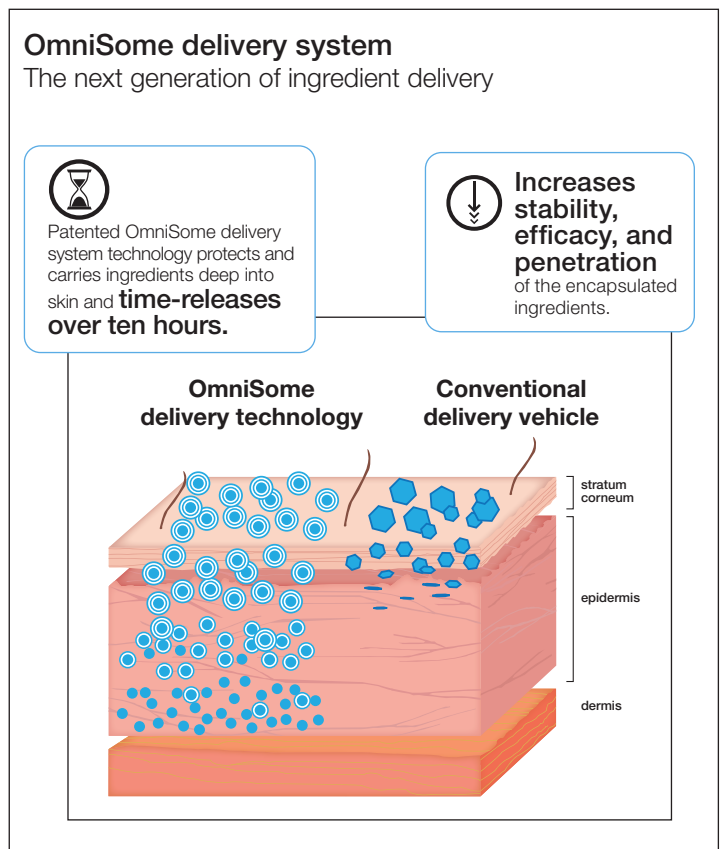 OmniSome delivery system
The next generation of ingredient delivery
Patented OmniSome delivery
system technology protects and
carries ingredients deep into
skin and time-releases
over ten hours.
Increases
stability,
efficacy, and
penetration
of the encapsulated
ingredients.
OmniSome
delivery technology
Conventional
delivery vehicle
stratum
corneum
epidermis
dermis